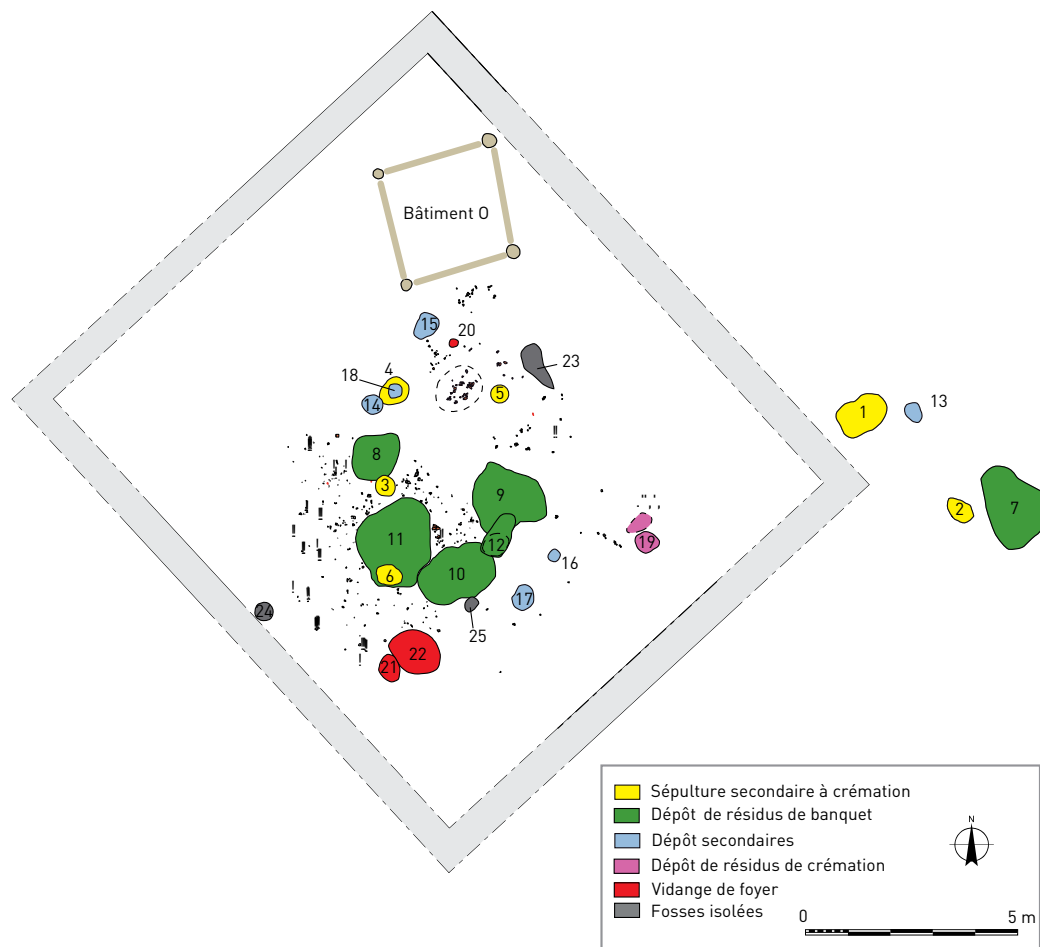 Bâtiment O
15
20
23
4
18
14
5
1
13
8
3
9
2
7
11
12
19
6
10
16
17
24
25
22
21
Sépulture secondaire à crémation
Dépôt de résidus de banquet
Dépôt secondaires
Dépôt de résidus de crémation
Vidange de foyer
Fosses isolées
N
0 5 m